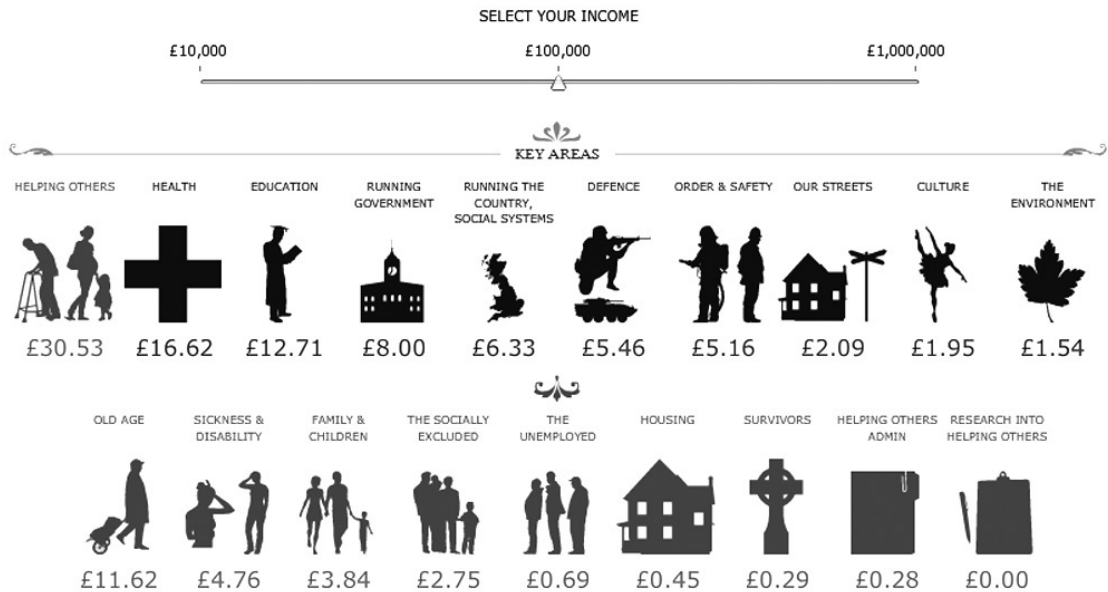 SELECT YOUR INCOME
£10,000 £100,000 £1,000,000
KEY AREAS
HELPING OTHERS HEALTH EDUCATION RUNNING GOVERNMENT RUNNING THE COUNTRY, SOCIAL SYSTEMS DEFENCE ORDER & SAFETY OUR STREETS CULTURE THE ENVIRONMENT
£30.53 £16.62 £12.71 £8.00 £6.33 £5.46 £5.16 £2.09 £1.95 £1.54
OLD AGE SICKNESS & DISABILITY FAMILY & CHILDREN THE SOCIALLY EXCLUDED THE UNEMPLOYED HOUSING SURVIVORS HELPING OTHERS ADMIN RESEARCH INTO HELPING OTHERS
£11.62 £4.76 £3.84 £2.75 £0.69 £0.45 £0.29 £0.28 £0.00